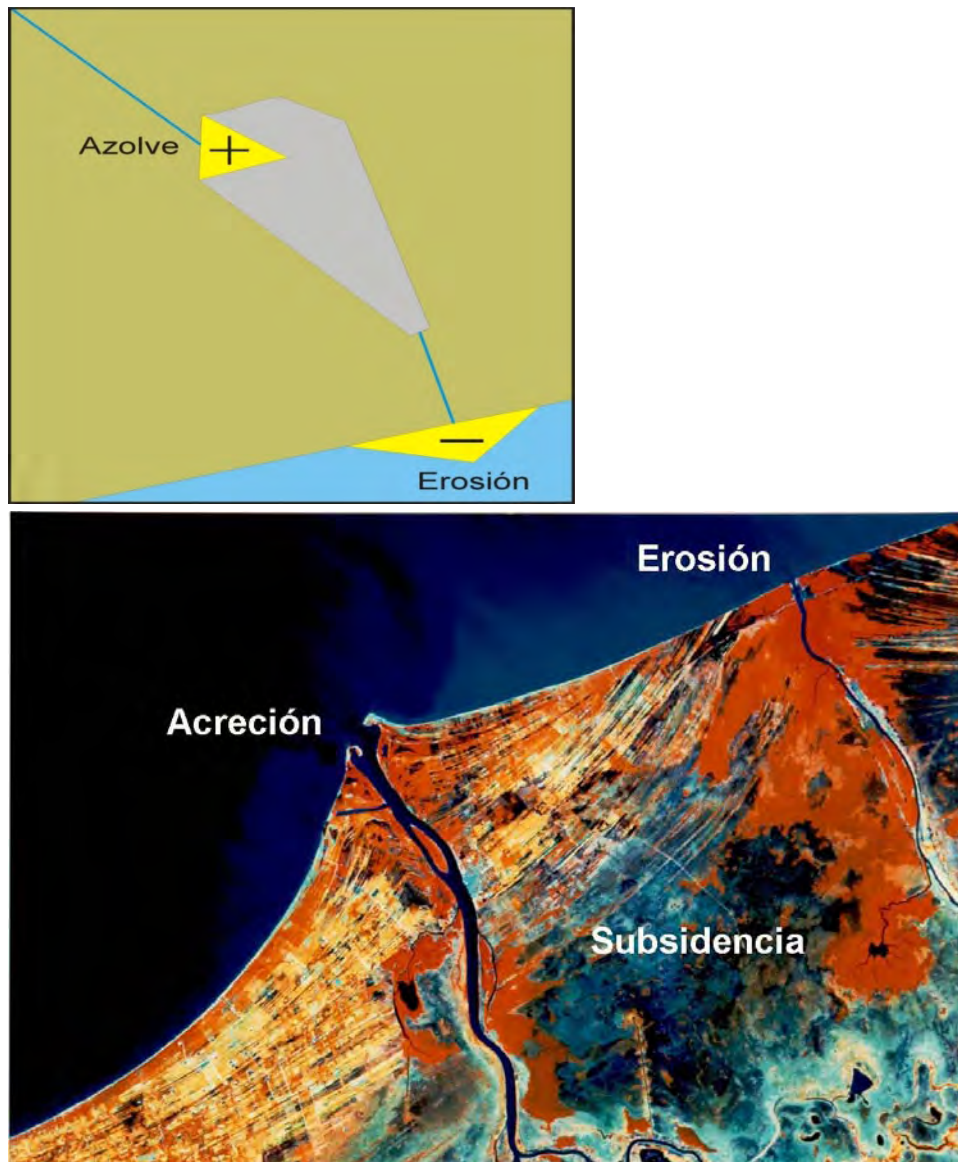 Azolve
+
−
Erosión
Erosión
Acreción
Subsidencia